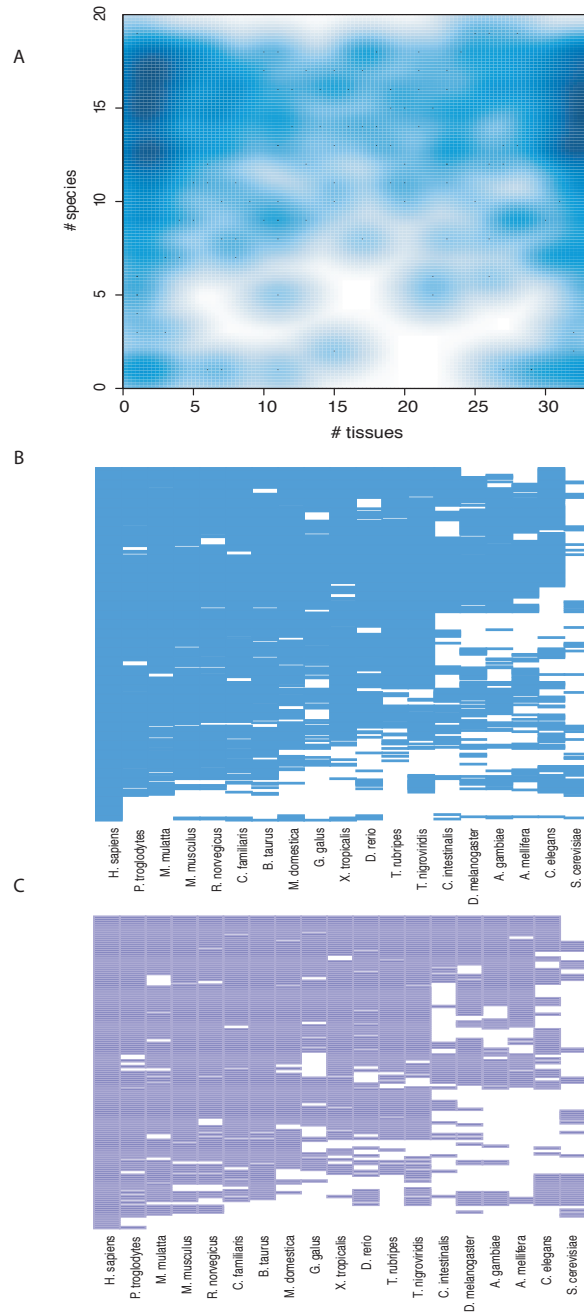 A
20
15
10
5
0
# species
0 5 10 15 20 25 30
# tissues
B
H. sapiens
P. troglodytes
M. mulatta
M. musculus
R. norvegicus
C. familiaris
B. taurus
M. domestica
G. galus
X. tropicalis
D. rerio
T. rubripes
T. nigroviridis
C. intestinalis
D. melanogaster
A. gambiae
A. mellifera
C. elegans
S. cerevisiae
C
H. sapiens
P. troglodytes
M. mulatta
M. musculus
R. norvegicus
C. familiaris
B. taurus
M. domestica
G. galus
X. tropicalis
D. rerio
T. rubripes
T. nigroviridis
C. intestinalis
D. melanogaster
A. gambiae
A. mellifera
C. elegans
S. cerevisiae